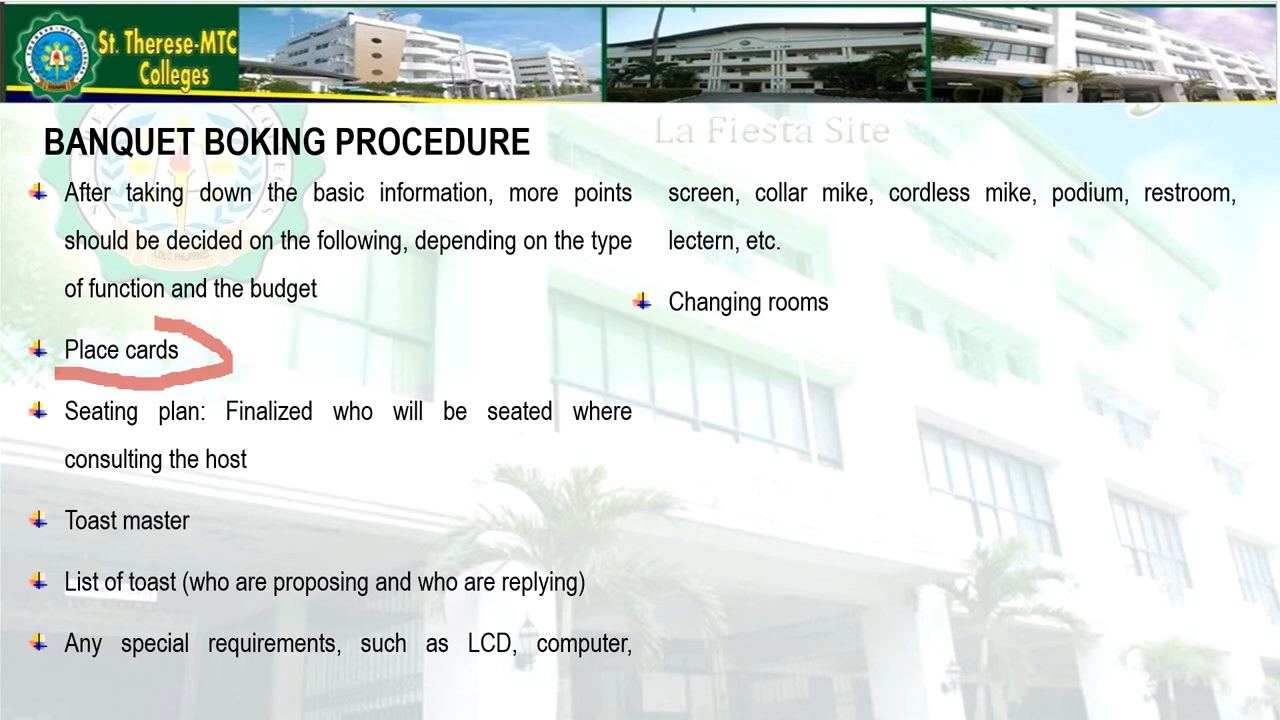 St. Therese-MTC
Colleges
La Fiesta Site
BANQUET BOKING PROCEDURE
After taking down the basic information, more points
should be decided on the following, depending on the type
of function and the budget
Place cards
Seating plan: Finalized who will be seated where
consulting the host
Toast master
List of toast (who are proposing and who are replying)
Any special requirements, such as LCD, computer,
screen, collar mike, cordless mike, podium, restroom,
lectern, etc.
Changing rooms